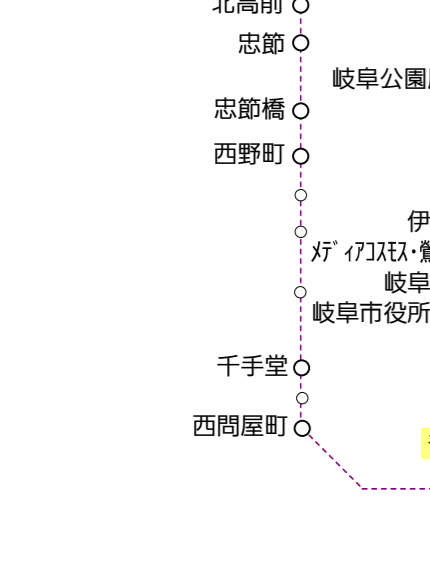 北高前
忠節
岐阜公園
忠節橋
西野町
伊
ﾒﾃﾞｨｱｺｽﾓｽ・鶯
岐阜
岐阜市役所
千手堂
西問屋町